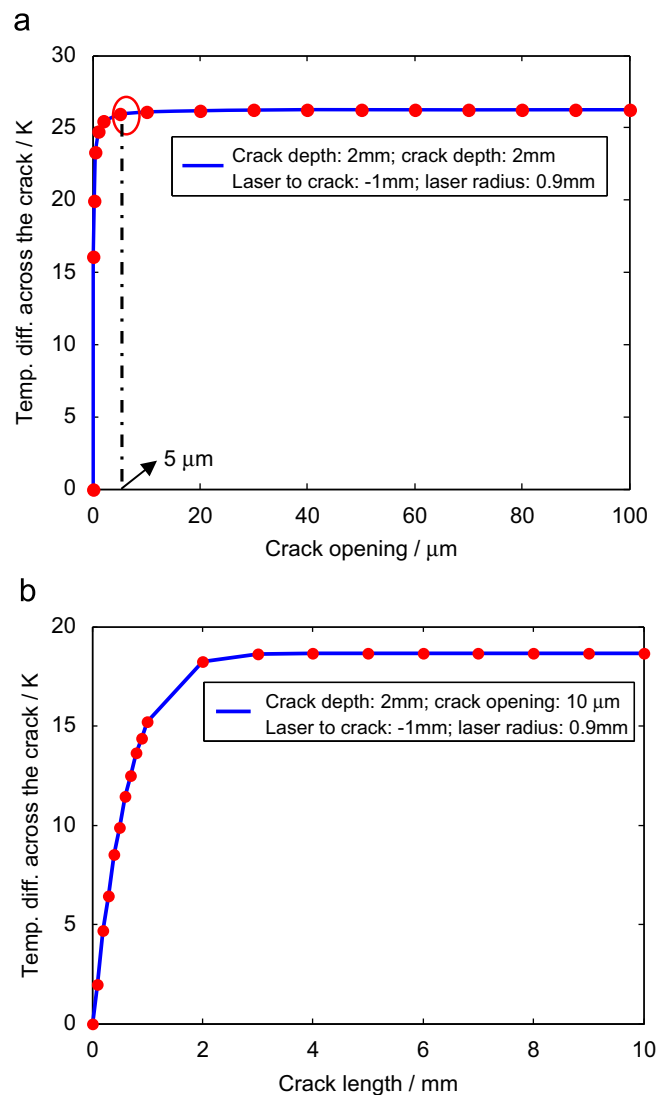 a
30
25
20
15
10
5
0
Temp. diff. across the crack / K
Crack depth: 2mm; crack depth: 2mm
Laser to crack: -1mm; laser radius: 0.9mm
5 μm
0 20 40 60 80 100
Crack opening / μm
b
20
15
10
5
0
Temp. diff. across the crack / K
Crack depth: 2mm; crack opening: 10 μm
Laser to crack: -1mm; laser radius: 0.9mm
0 2 4 6 8 10
Crack length / mm